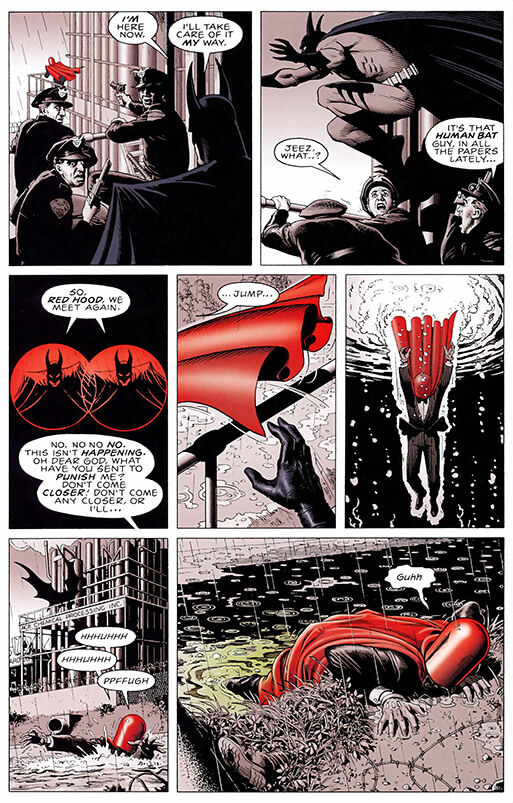 I'M
HERE
NOW.
I'LL TAKE
CARE OF IT
MY WAY.
JEEZ,
WHAT..?
IT'S THAT
HUMAN BAT
GUY, IN ALL
THE PAPERS
LATELY...
SO,
RED HOOD. WE
MEET AGAIN.
NO. NO NO NO.
THIS ISN'T HAPPENING.
OH DEAR GOD, WHAT
HAVE YOU SENT TO
PUNISH ME?
DON'T COME
CLOSER! DON'T COME
ANY CLOSER, OR
I'LL...
...JUMP...
CHEMICAL PROCESSING INC.
HHHUHHH
HHHUHHH
PPFFUGH
Guhh